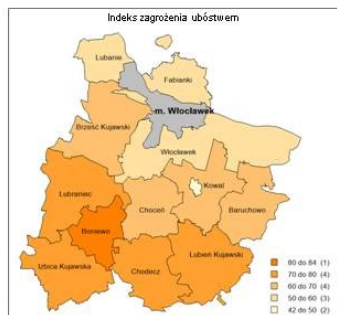 Indeks zagrożenia ubóstwem
Lubanie
Fabianki
m. Włocławek
Brześć Kujawski
Włocławek
Lubraniec
Kowal
Choceń
Baruchowo
Boniewo
Lubień Kujawski
Izbica Kujawska
Chodecz
80 do 84 (1)
70 do 80 (4)
60 do 70 (4)
50 do 60 (3)
42 do 50 (2)